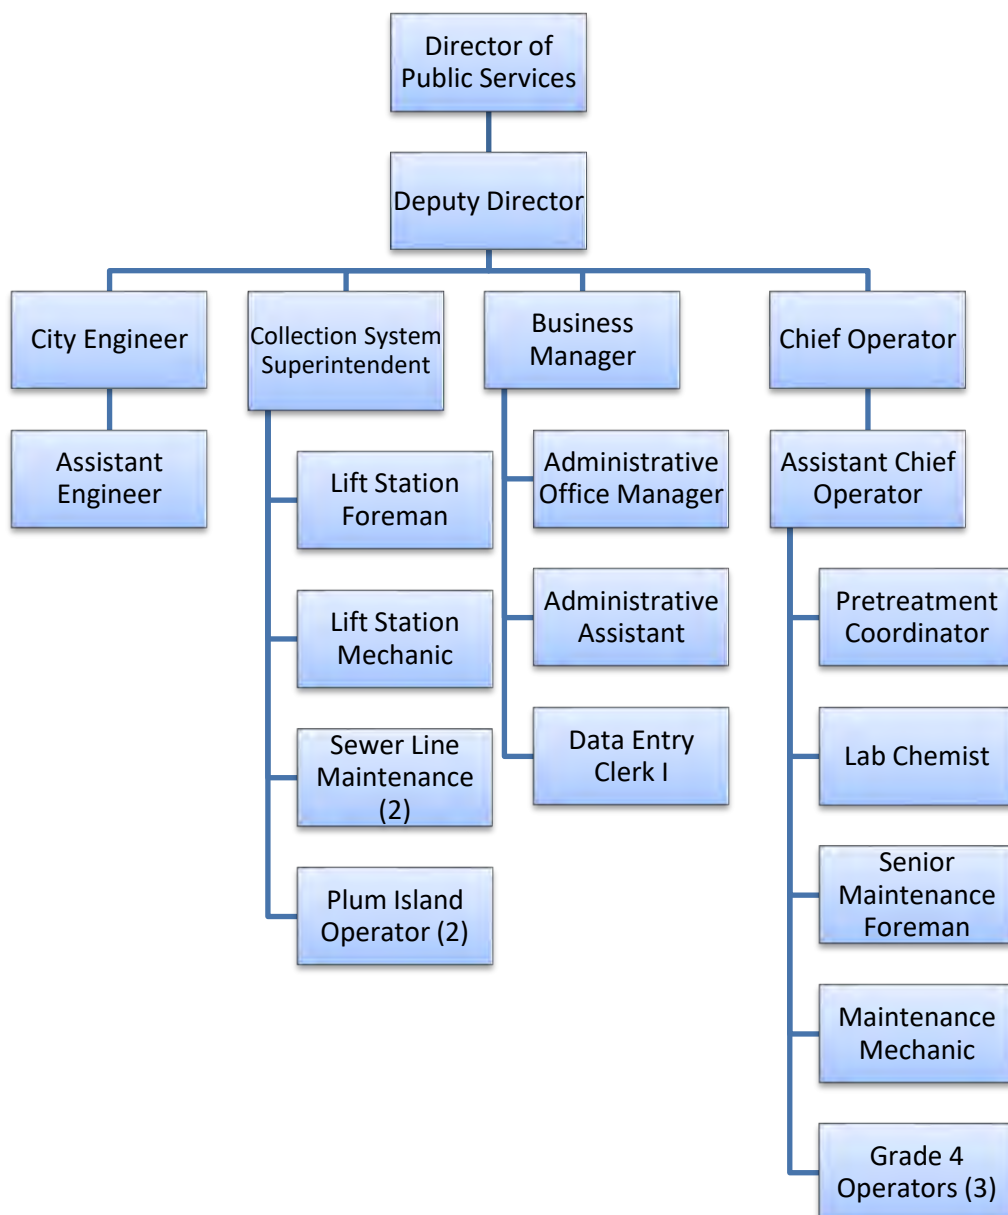 Director of
Public Services
Deputy Director
City Engineer
Assistant
Engineer
Collection System
Superintendent
Lift Station
Foreman
Lift Station
Mechanic
Sewer Line
Maintenance
(2)
Plum Island
Operator (2)
Business
Manager
Administrative
Office Manager
Administrative
Assistant
Data Entry
Clerk I
Chief Operator
Assistant Chief
Operator
Pretreatment
Coordinator
Lab Chemist
Senior
Maintenance
Foreman
Maintenance
Mechanic
Grade 4
Operators (3)